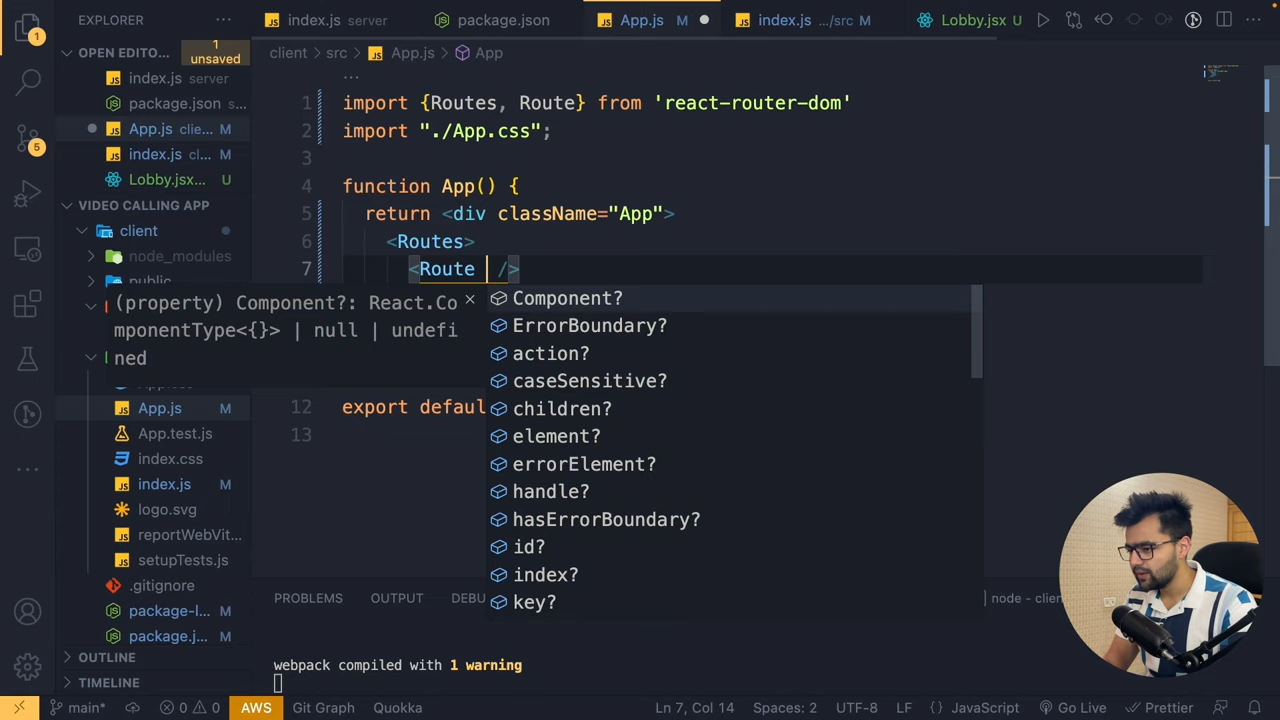 EXPLORER
index.js server
package.json
App.js M
index.js .../src M
Lobby.jsx U
OPEN EDITO...
1 unsaved
client > src > App.js > App
index.js server
package.json s...
App.js clie... M
index.js cl... M
Lobby.jsx... U
VIDEO CALLING APP
client
node_modules
public
App.js M
App.test.js
index.css
index.js M
logo.svg
reportWebVit...
setupTests.js
.gitignore
package-l... M
package.j... M
OUTLINE
TIMELINE
...
1 import {Routes, Route} from 'react-router-dom'
2 import "./App.css";
3
4 function App() {
5 return <div className="App">
6 <Routes>
7 <Route />
(property) Component?: React.Co
mponentType<{}> | null | undefi
ned
Component?
ErrorBoundary?
action?
caseSensitive?
children?
element?
errorElement?
handle?
hasErrorBoundary?
id?
index?
key?
12 export defaul
13
PROBLEMS OUTPUT DEBU
node - clien
webpack compiled with 1 warning
1
5
main* 0 0 AWS Git Graph Quokka Ln 7, Col 14 Spaces: 2 UTF-8 LF {} JavaScript Go Live Prettier